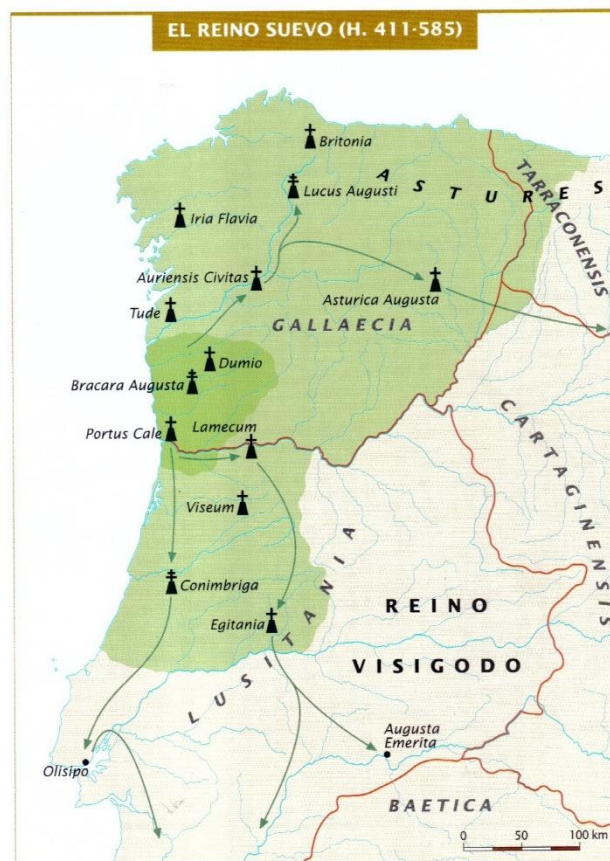 EL REINO SUEVO (H. 411-585)
Britonia
Lucus Augusti
ASTURES
TARRACONENSIS
Iria Flavia
Auriensis Civitas
Asturica Augusta
Tude
GALLAECIA
Dumio
Bracara Augusta
Portus Cale
Lamecum
CARTAGINENSIS
Viseum
Conimbriga
Egitania
LUSITANIA
REINO
VISIGODO
Augusta
Emerita
Olisipo
BAETICA
0 50 100 km